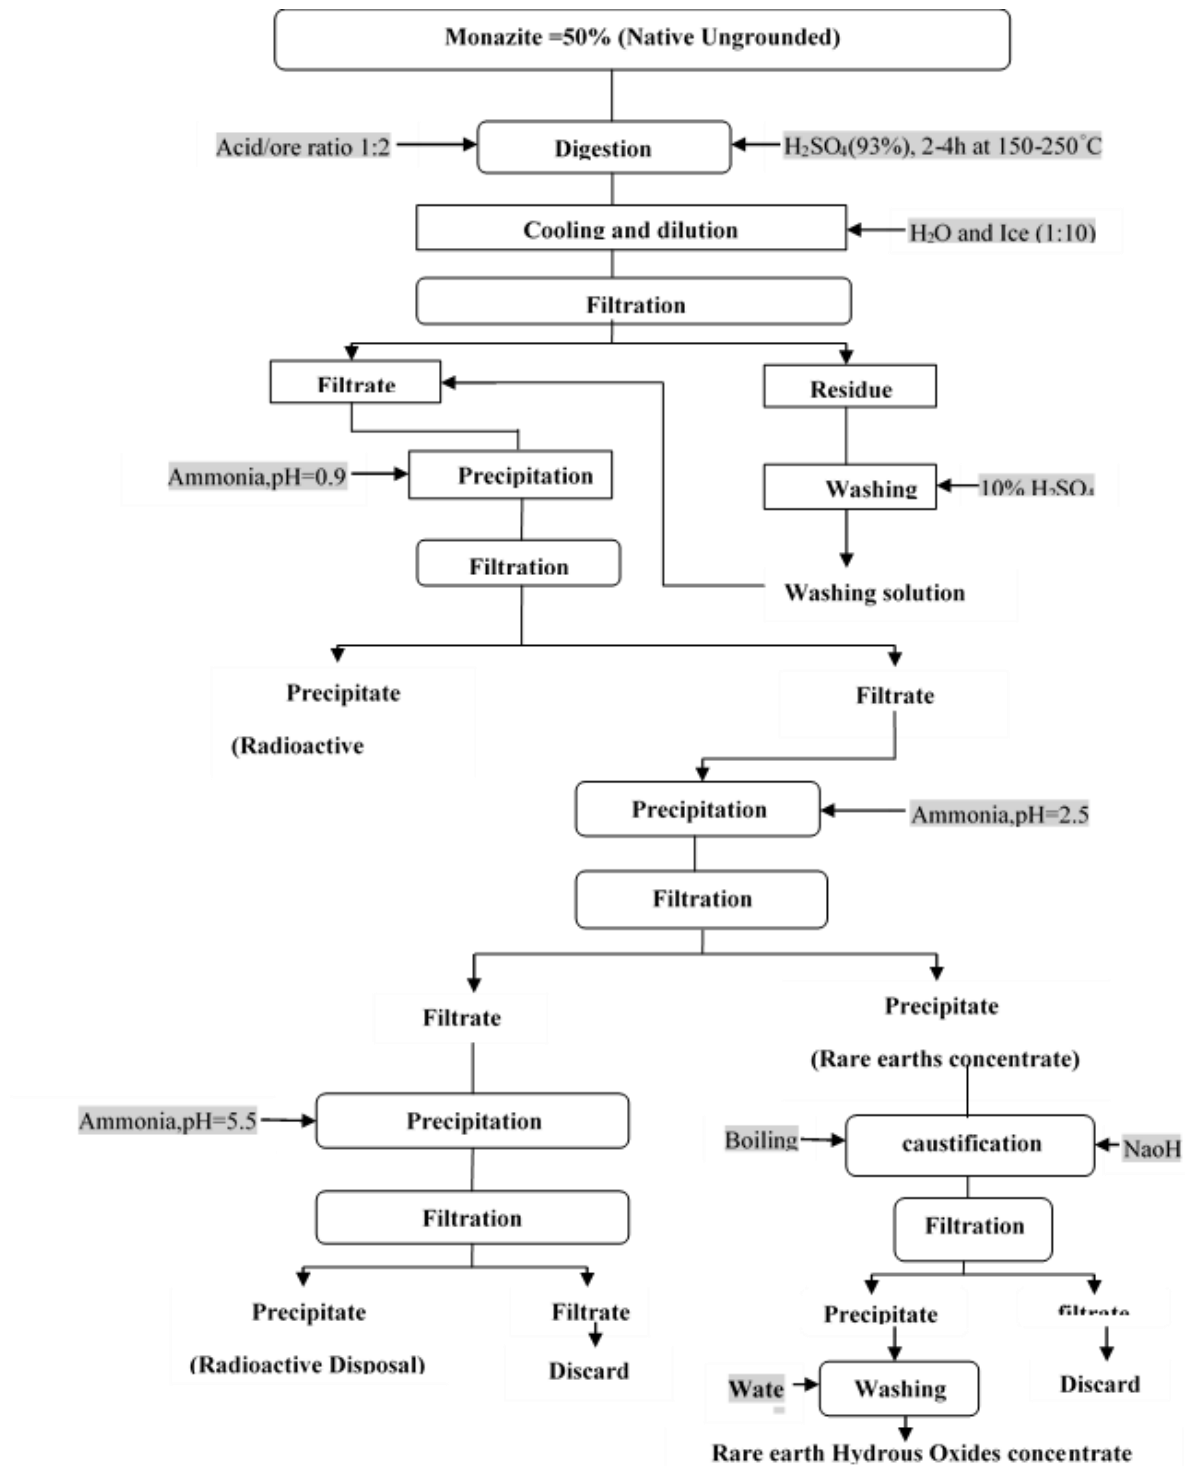 Monazite =50% (Native Ungrounded)
Acid/ore ratio 1:2
Digestion
H₂SO₄(93%), 2-4h at 150-250°C
Cooling and dilution
H₂O and Ice (1:10)
Filtration
Filtrate
Residue
Ammonia,pH=0.9
Precipitation
Washing
10% H₂SO₄
Filtration
Washing solution
Precipitate
(Radioactive
Filtrate
Precipitation
Ammonia,pH=2.5
Filtration
Filtrate
Precipitate
(Rare earths concentrate)
Ammonia,pH=5.5
Precipitation
Boiling
caustification
NaoH
Filtration
Filtration
Precipitate
(Radioactive Disposal)
Filtrate
Discard
Precipitate
filtrate
Wate
Washing
Discard
Rare earth Hydrous Oxides concentrate